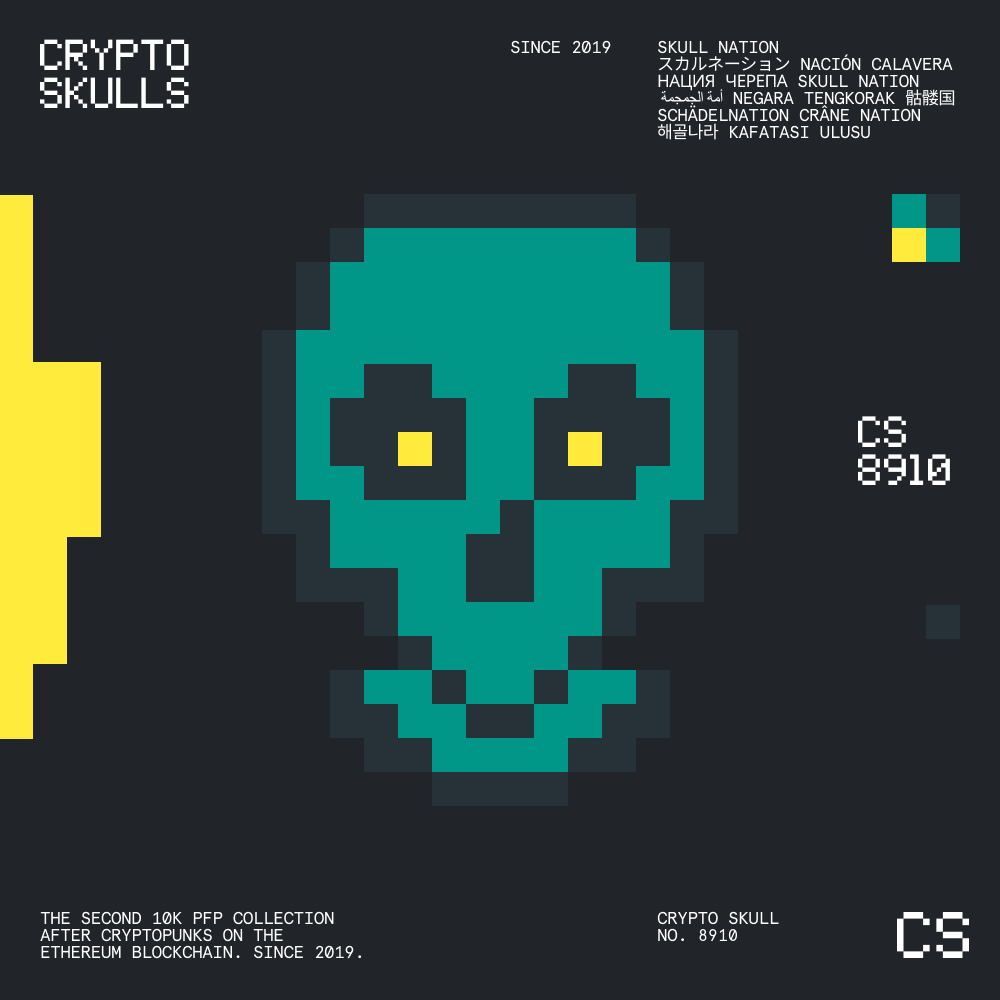 CRYPTO
SKULLS
SINCE 2019
SKULL NATION
スカルネーション NACIÓN CALAVERA
НАЦИЯ ЧЕРЕПА SKULL NATION
أمة الجمجمة NEGARA TENGKORAK 骷髅国
SCHÄDELNATION CRÂNE NATION
해골나라 KAFATASI ULUSU
CS
8910
THE SECOND 10K PFP COLLECTION
AFTER CRYPTOPUNKS ON THE
ETHEREUM BLOCKCHAIN. SINCE 2019.
CRYPTO SKULL
NO. 8910
CS